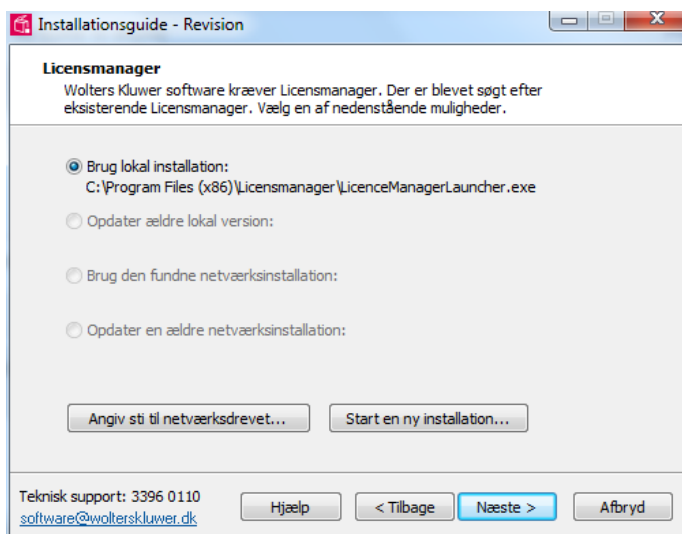 Installationsguide - Revision
Licensmanager
Wolters Kluwer software kræver Licensmanager. Der er blevet søgt efter
eksisterende Licensmanager. Vælg en af nedenstående muligheder.
Brug lokal installation:
C:\Program Files (x86)\Licensmanager\LicenceManagerLauncher.exe
Opdater ældre lokal version:
Brug den fundne netværksinstallation:
Opdater en ældre netværksinstallation:
Angiv sti til netværksdrevet...
Start en ny installation...
Teknisk support: 3396 0110
software@wolterskluwer.dk
Hjælp
< Tilbage
Næste >
Afbryd